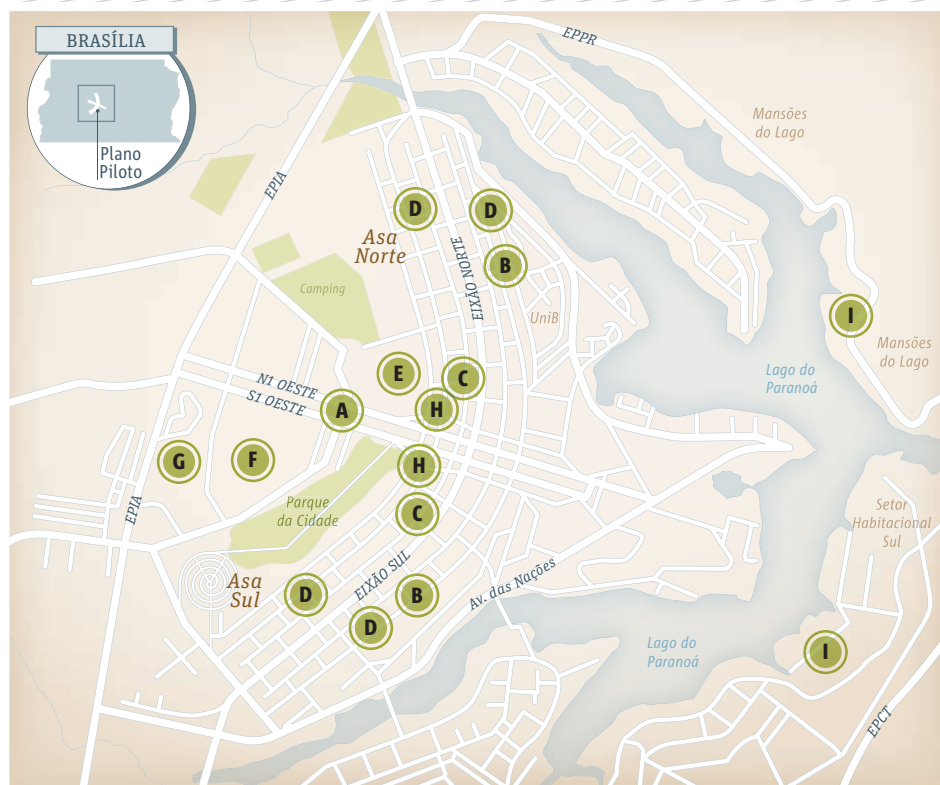 BRASÍLIA
Plano
Piloto
EPPR
Mansões
do Lago
EPIA
D
D
Asa
Norte
EIXÃO NORTE
B
Camping
UniB
I
Mansões
do Lago
E
C
Lago do
Paranoá
N1 OESTE
S1 OESTE
A
H
G
F
H
EPIA
Parque
da Cidade
C
Setor
Habitacional
Sul
Asa
Sul
D
EIXÃO SUL
B
Av. das Nações
D
Lago do
Paranoá
I
EPCT